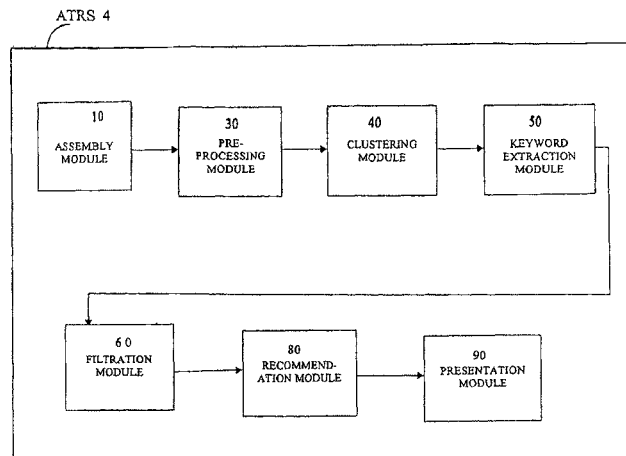 ATRS 4
10
ASSEMBLY
MODULE
30
PRE-
PROCESSING
MODULE
40
CLUSTERING
MODULE
50
KEYWORD
EXTRACTION
MODULE
60
FILTRATION
MODULE
80
RECOMMEND-
ATION MODULE
90
PRESENTATION
MODULE